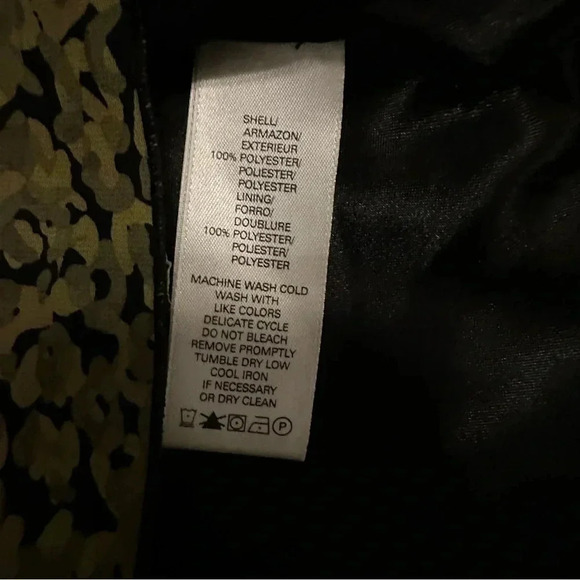 SHELL/
ARMAZON/
EXTERIEUR
100% POLYESTER/
POLIESTER/
POLYESTER
LINING/
FORRO/
DOUBLURE
100% POLYESTER/
POLIESTER/
POLYESTER
MACHINE WASH COLD
WASH WITH
LIKE COLORS
DELICATE CYCLE
DO NOT BLEACH
REMOVE PROMPTLY
TUMBLE DRY LOW
COOL IRON
IF NECESSARY
OR DRY CLEAN
P